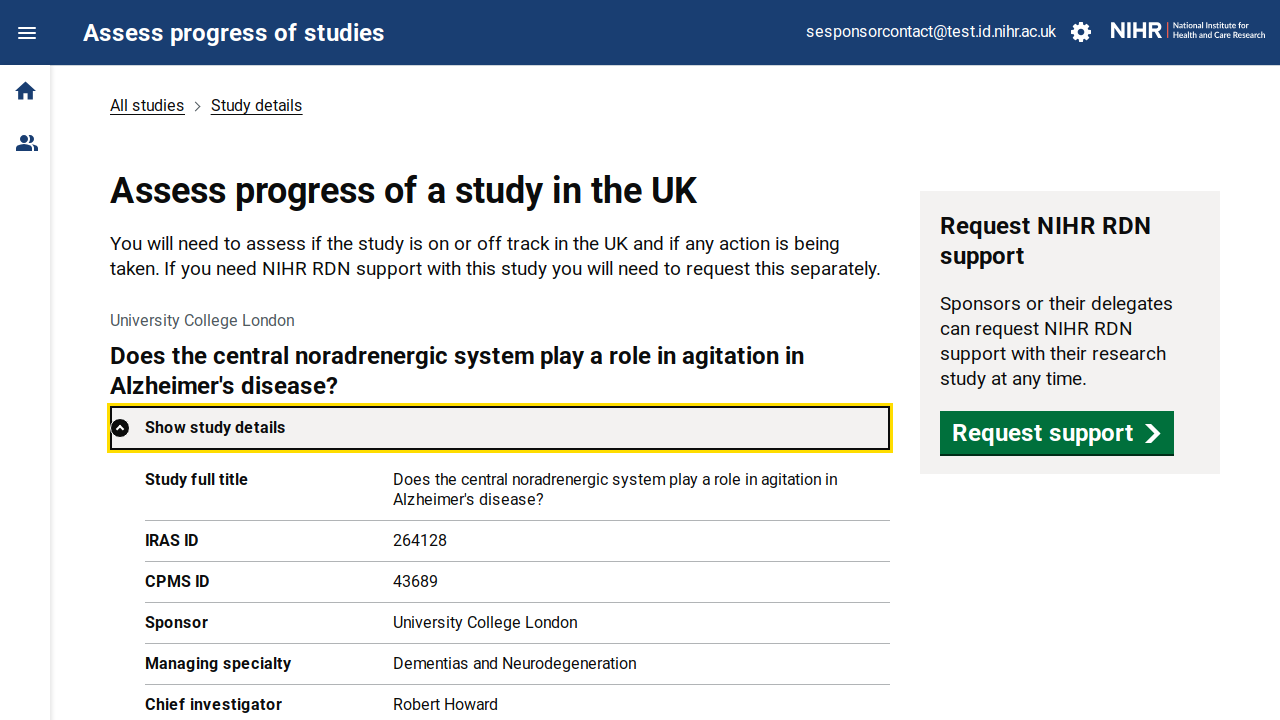 Assess progress of studies
sesponsorcontact@test.id.nihr.ac.uk
NIHR
National Institute for
Health and Care Research
All studies
Study details
Assess progress of a study in the UK
You will need to assess if the study is on or off track in the UK and if any action is being
taken. If you need NIHR RDN support with this study you will need to request this separately.
University College London
Does the central noradrenergic system play a role in agitation in
Alzheimer's disease?
Show study details
Study full title
Does the central noradrenergic system play a role in agitation in
Alzheimer's disease?
IRAS ID
264128
CPMS ID
43689
Sponsor
University College London
Managing specialty
Dementias and Neurodegeneration
Chief investigator
Robert Howard
Request NIHR RDN
support
Sponsors or their delegates
can request NIHR RDN
support with their research
study at any time.
Request support